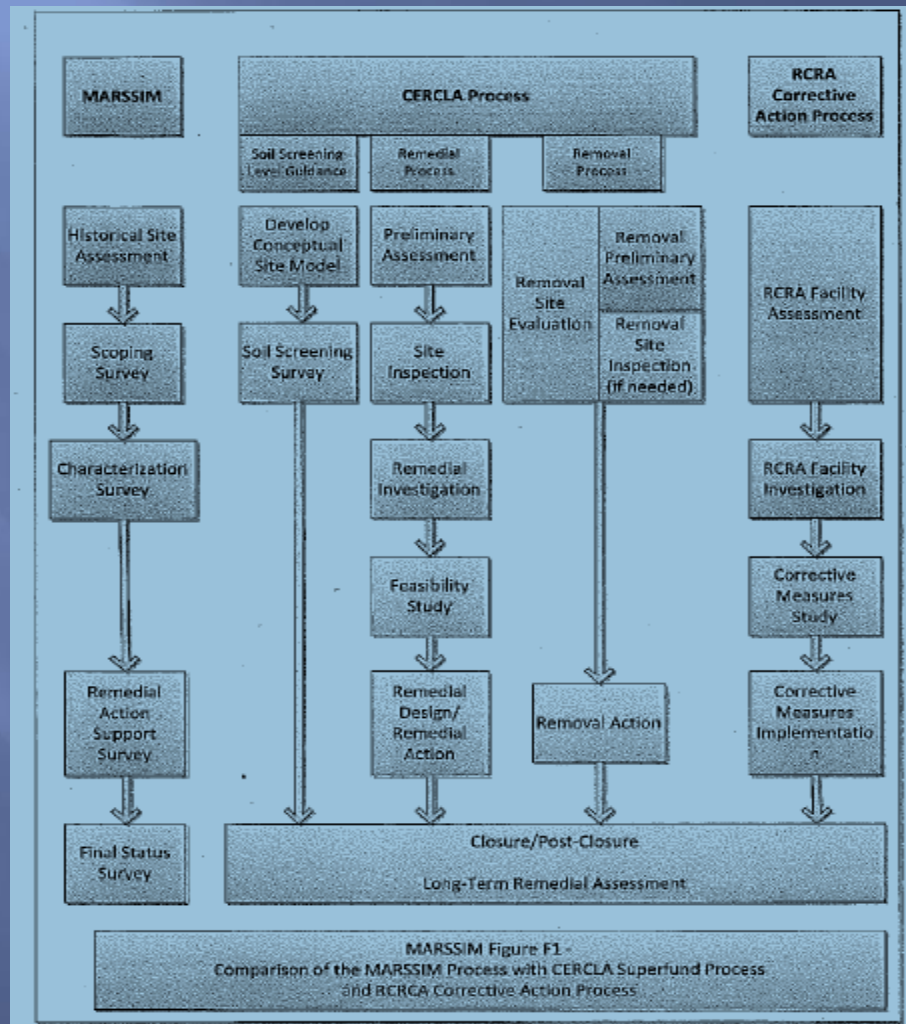 MARSSIM
CERCLA Process
RCRA
Corrective
Action Process
Soil Screening
Level Guidance
Remedial
Process
Removal
Process
Historical Site
Assessment
Develop
Conceptual
Site Model
Preliminary
Assessment
Removal
Site
Evaluation
Removal
Preliminary
Assessment
Removal
Site
Inspection
(if needed)
RCRA Facility
Assessment
Scoping
Survey
Soil Screening
Survey
Site
Inspection
Characterization
Survey
Remedial
Investigation
RCRA Facility
Investigation
Feasibility
Study
Corrective
Measures
Study
Remedial
Action
Support
Survey
Remedial
Design/
Remedial
Action
Removal Action
Corrective
Measures
Implementatio
n
Final Status
Survey
Closure/Post-Closure
Long-Term Remedial Assessment
MARSSIM Figure F1 -
Comparison of the MARSSIM Process with CERCLA Superfund Process
and RCRCA Corrective Action Process